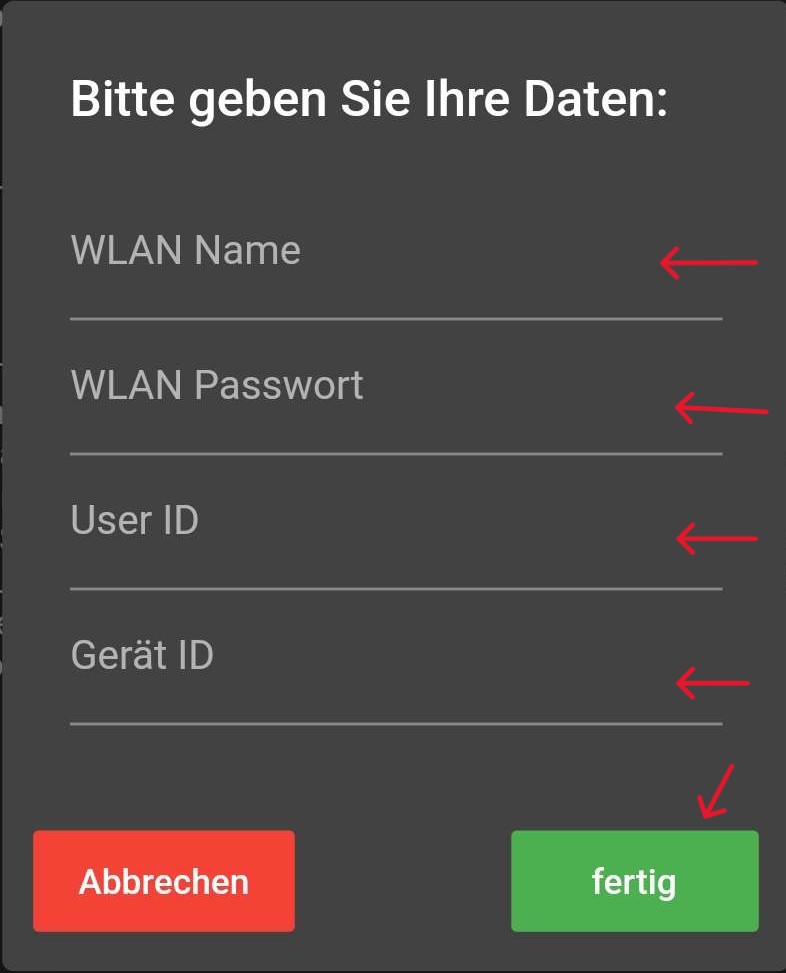 Bitte geben Sie Ihre Daten:
WLAN Name
WLAN Passwort
User ID
Gerät ID
Abbrechen
fertig